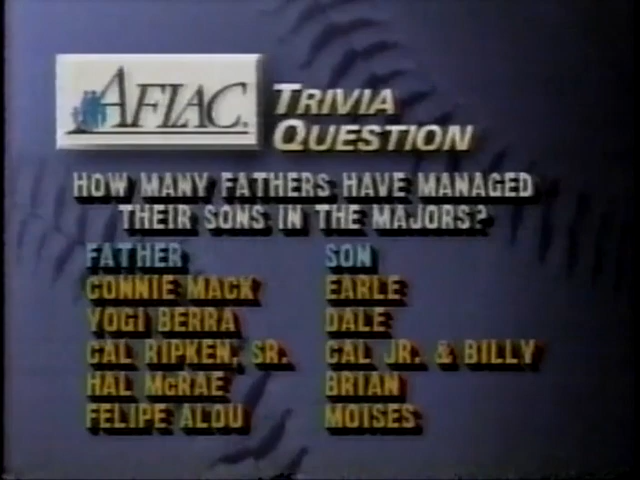 AFLAC. TRIVIA
QUESTION
HOW MANY FATHERS HAVE MANAGED
THEIR SONS IN THE MAJORS?
FATHER SON
CONNIE MACK EARLE
YOGI BERRA DALE
CAL RIPKEN, SR. CAL JR. & BILLY
HAL McRAE BRIAN
FELIPE ALOU MOISES